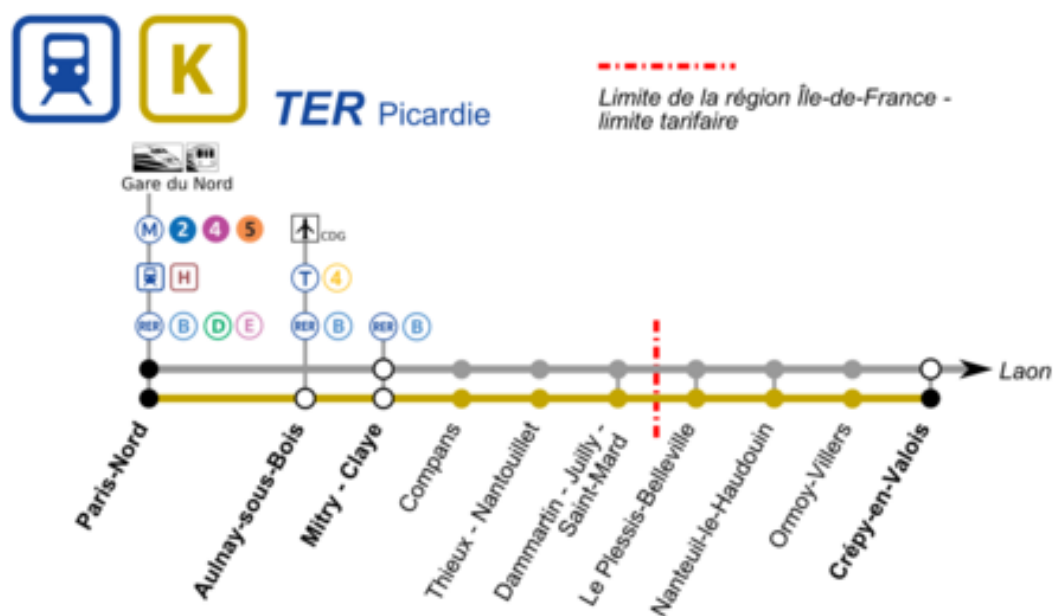 K
TER Picardie
Limite de la région Île-de-France -
limite tarifaire
Gare du Nord
M 2 4 5
H
RER B D E
CDG
T 4
RER B
RER B
Laon
Paris-Nord
Aulnay-sous-Bois
Mitry - Claye
Compans
Thieux - Nantouillet
Dammartin - Juilly -
Saint-Mard
Le Plessis-Belleville
Nanteuil-le-Haudouin
Ormoy-Villers
Crépy-en-Valois